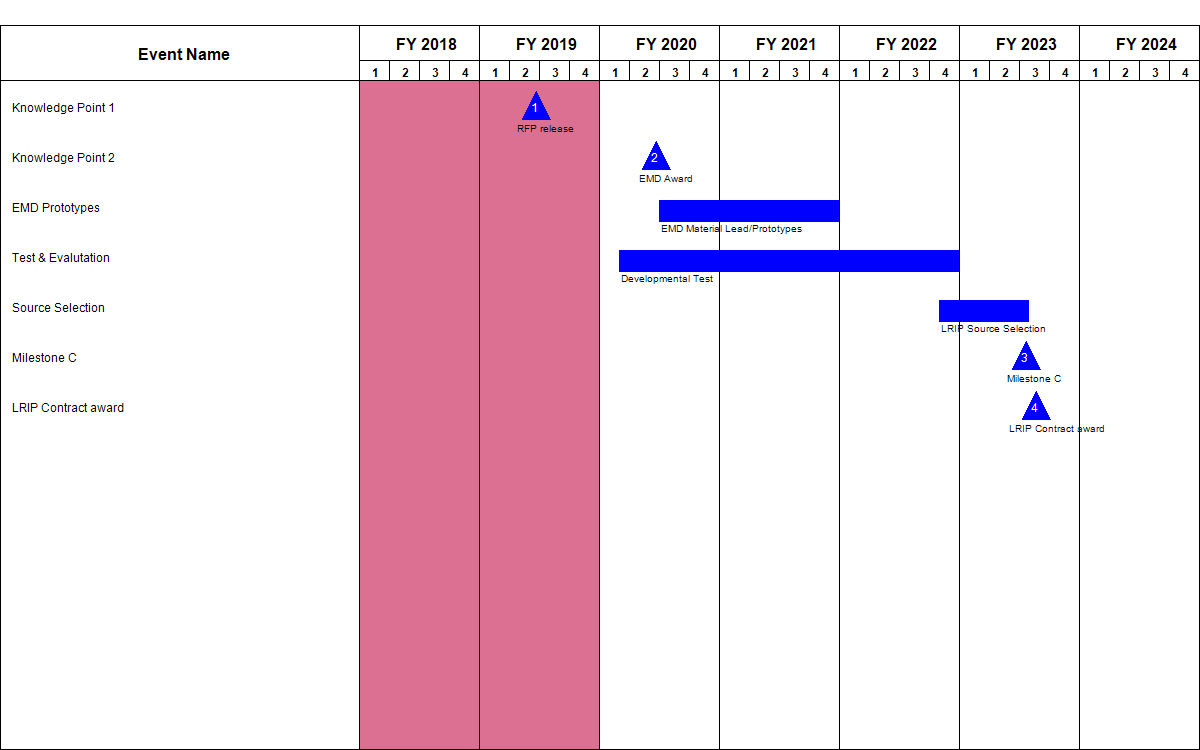 Event Name
FY 2018 FY 2019 FY 2020 FY 2021 FY 2022 FY 2023 FY 2024
1 2 3 4 1 2 3 4 1 2 3 4 1 2 3 4 1 2 3 4 1 2 3 4 1 2 3 4
Knowledge Point 1
1
RFP release
Knowledge Point 2
2
EMD Award
EMD Prototypes
EMD Material Lead/Prototypes
Test & Evalutation
Developmental Test
Source Selection
LRIP Source Selection
Milestone C
3
Milestone C
LRIP Contract award
4
LRIP Contract award